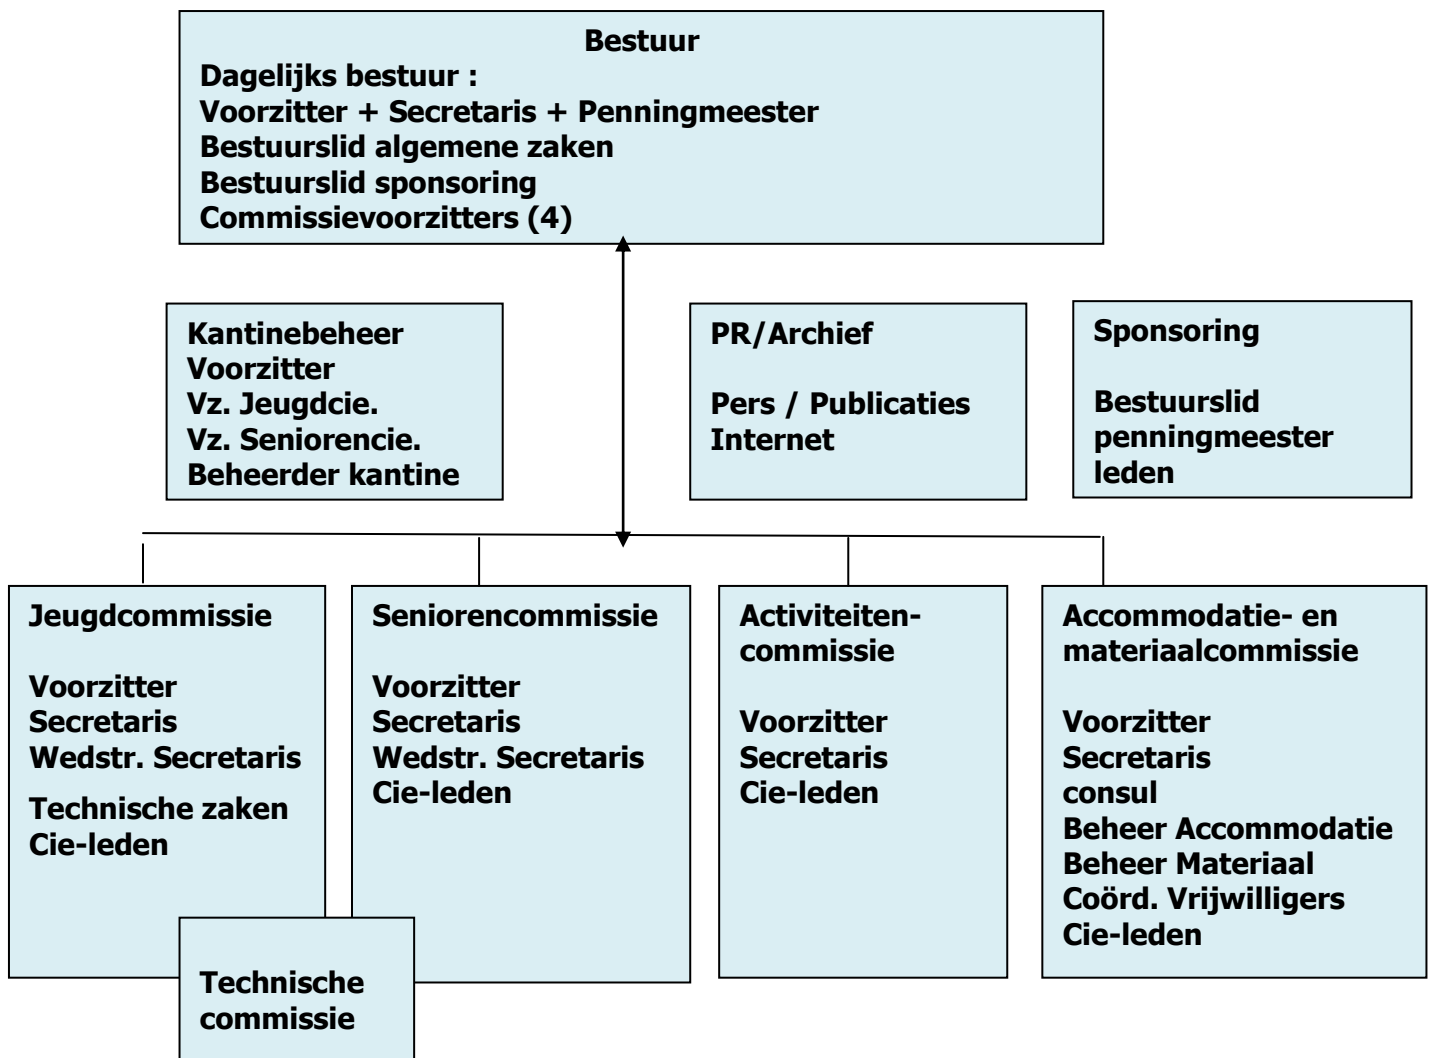 Bestuur
Dagelijks bestuur :
Voorzitter + Secretaris + Penningmeester
Bestuurslid algemene zaken
Bestuurslid sponsoring
Commissievoorzitters (4)
Kantinebeheer
Voorzitter
Vz. Jeugdcie.
Vz. Seniorencie.
Beheerder kantine
PR/Archief
Pers / Publicaties
Internet
Sponsoring
Bestuurslid
penningmeester
leden
Jeugdcommissie
Voorzitter
Secretaris
Wedstr. Secretaris
Technische zaken
Cie-leden
Seniorencommissie
Voorzitter
Secretaris
Wedstr. Secretaris
Cie-leden
Activiteiten-
commissie
Voorzitter
Secretaris
Cie-leden
Accommodatie- en
materiaalcommissie
Voorzitter
Secretaris
consul
Beheer Accommodatie
Beheer Materiaal
Coörd. Vrijwilligers
Cie-leden
Technische
commissie